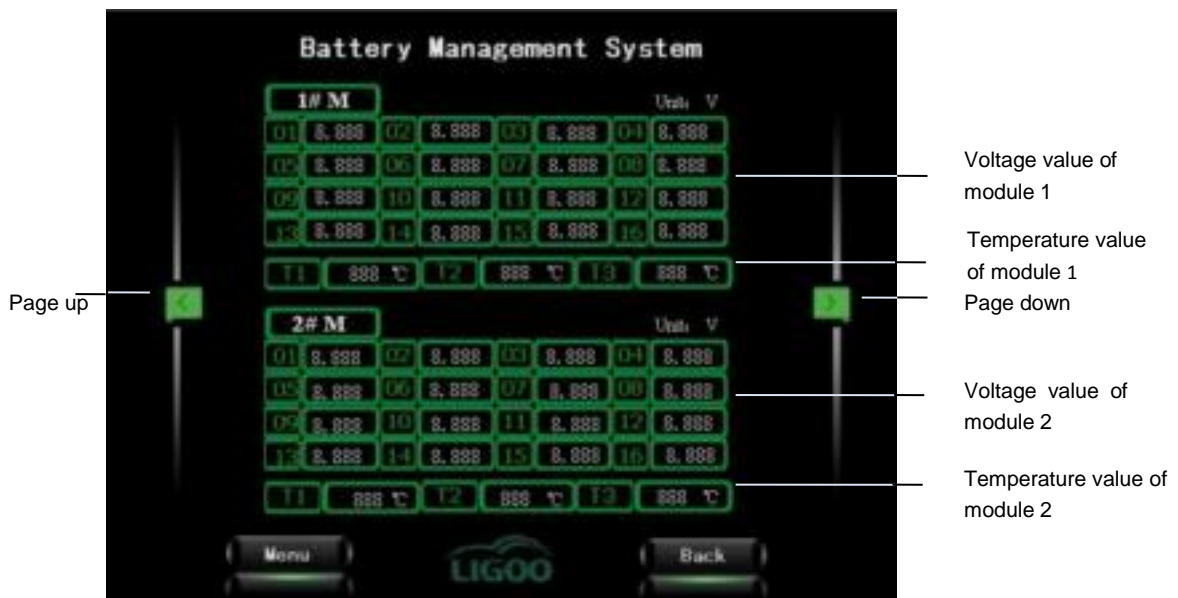 Battery Management System
1# M Unit: V
01 8.888 02 8.888 03 8.888 04 8.888
05 8.888 06 8.888 07 8.888 08 8.888
09 8.888 10 8.888 11 8.888 12 8.888
13 8.888 14 8.888 15 8.888 16 8.888
T1 888 ℃ T2 888 ℃ T3 888 ℃
2# M Unit: V
01 8.888 02 8.888 03 8.888 04 8.888
05 8.888 06 8.888 07 8.888 08 8.888
09 8.888 10 8.888 11 8.888 12 8.888
13 8.888 14 8.888 15 8.888 16 8.888
T1 888 ℃ T2 888 ℃ T3 888 ℃
Menu LIGOO Back
Page up
Voltage value of
module 1
Temperature value
of module 1
Page down
Voltage value of
module 2
Temperature value of
module 2